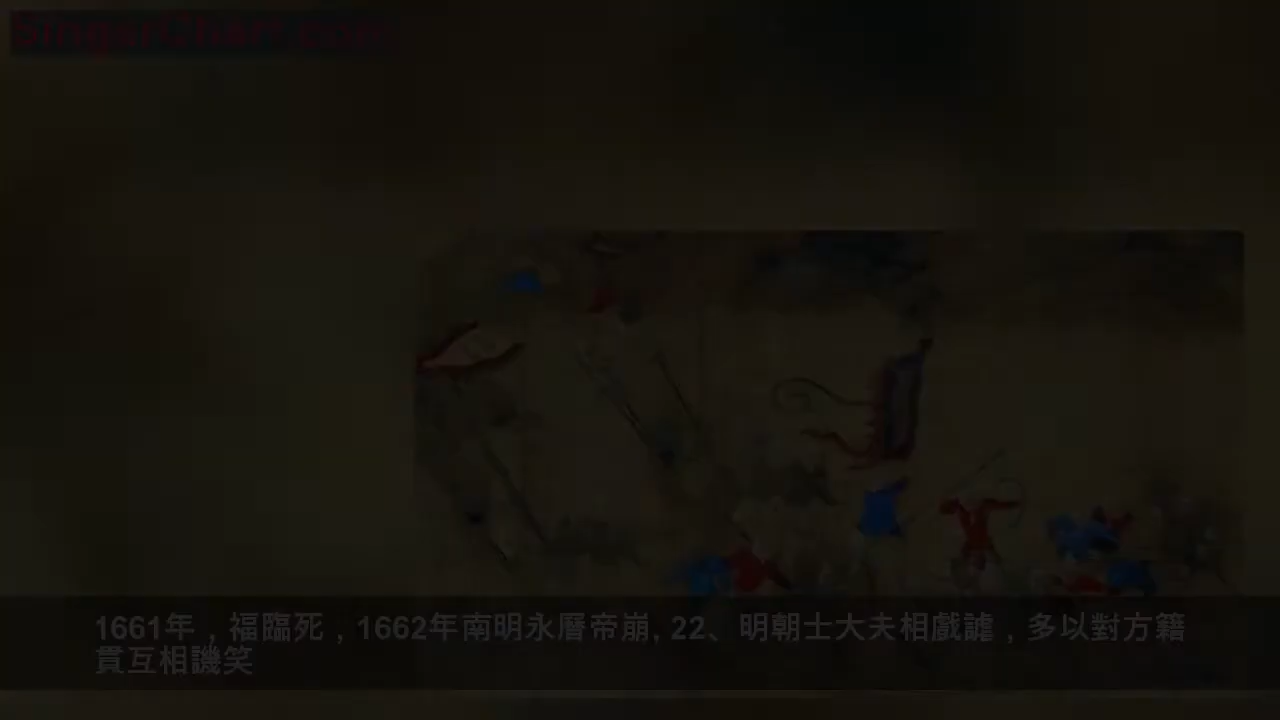 SingerChart.com
1661年，福臨死，1662年南明永曆帝崩, 22、明朝士大夫相戲謔，多以對方籍
貫互相譏笑